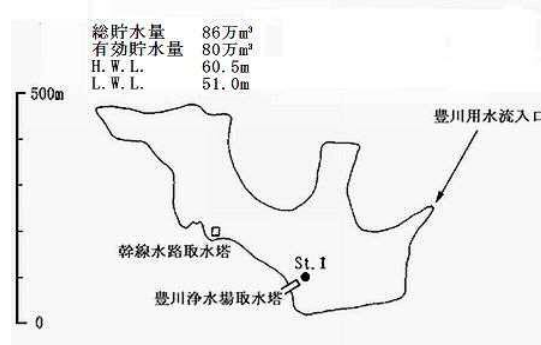 総貯水量 86万m³
有効貯水量 80万m³
H.W.L. 60.5m
L.W.L. 51.0m
500m
豊川用水流入口
幹線水路取水塔
St.1
豊川浄水場取水塔
0